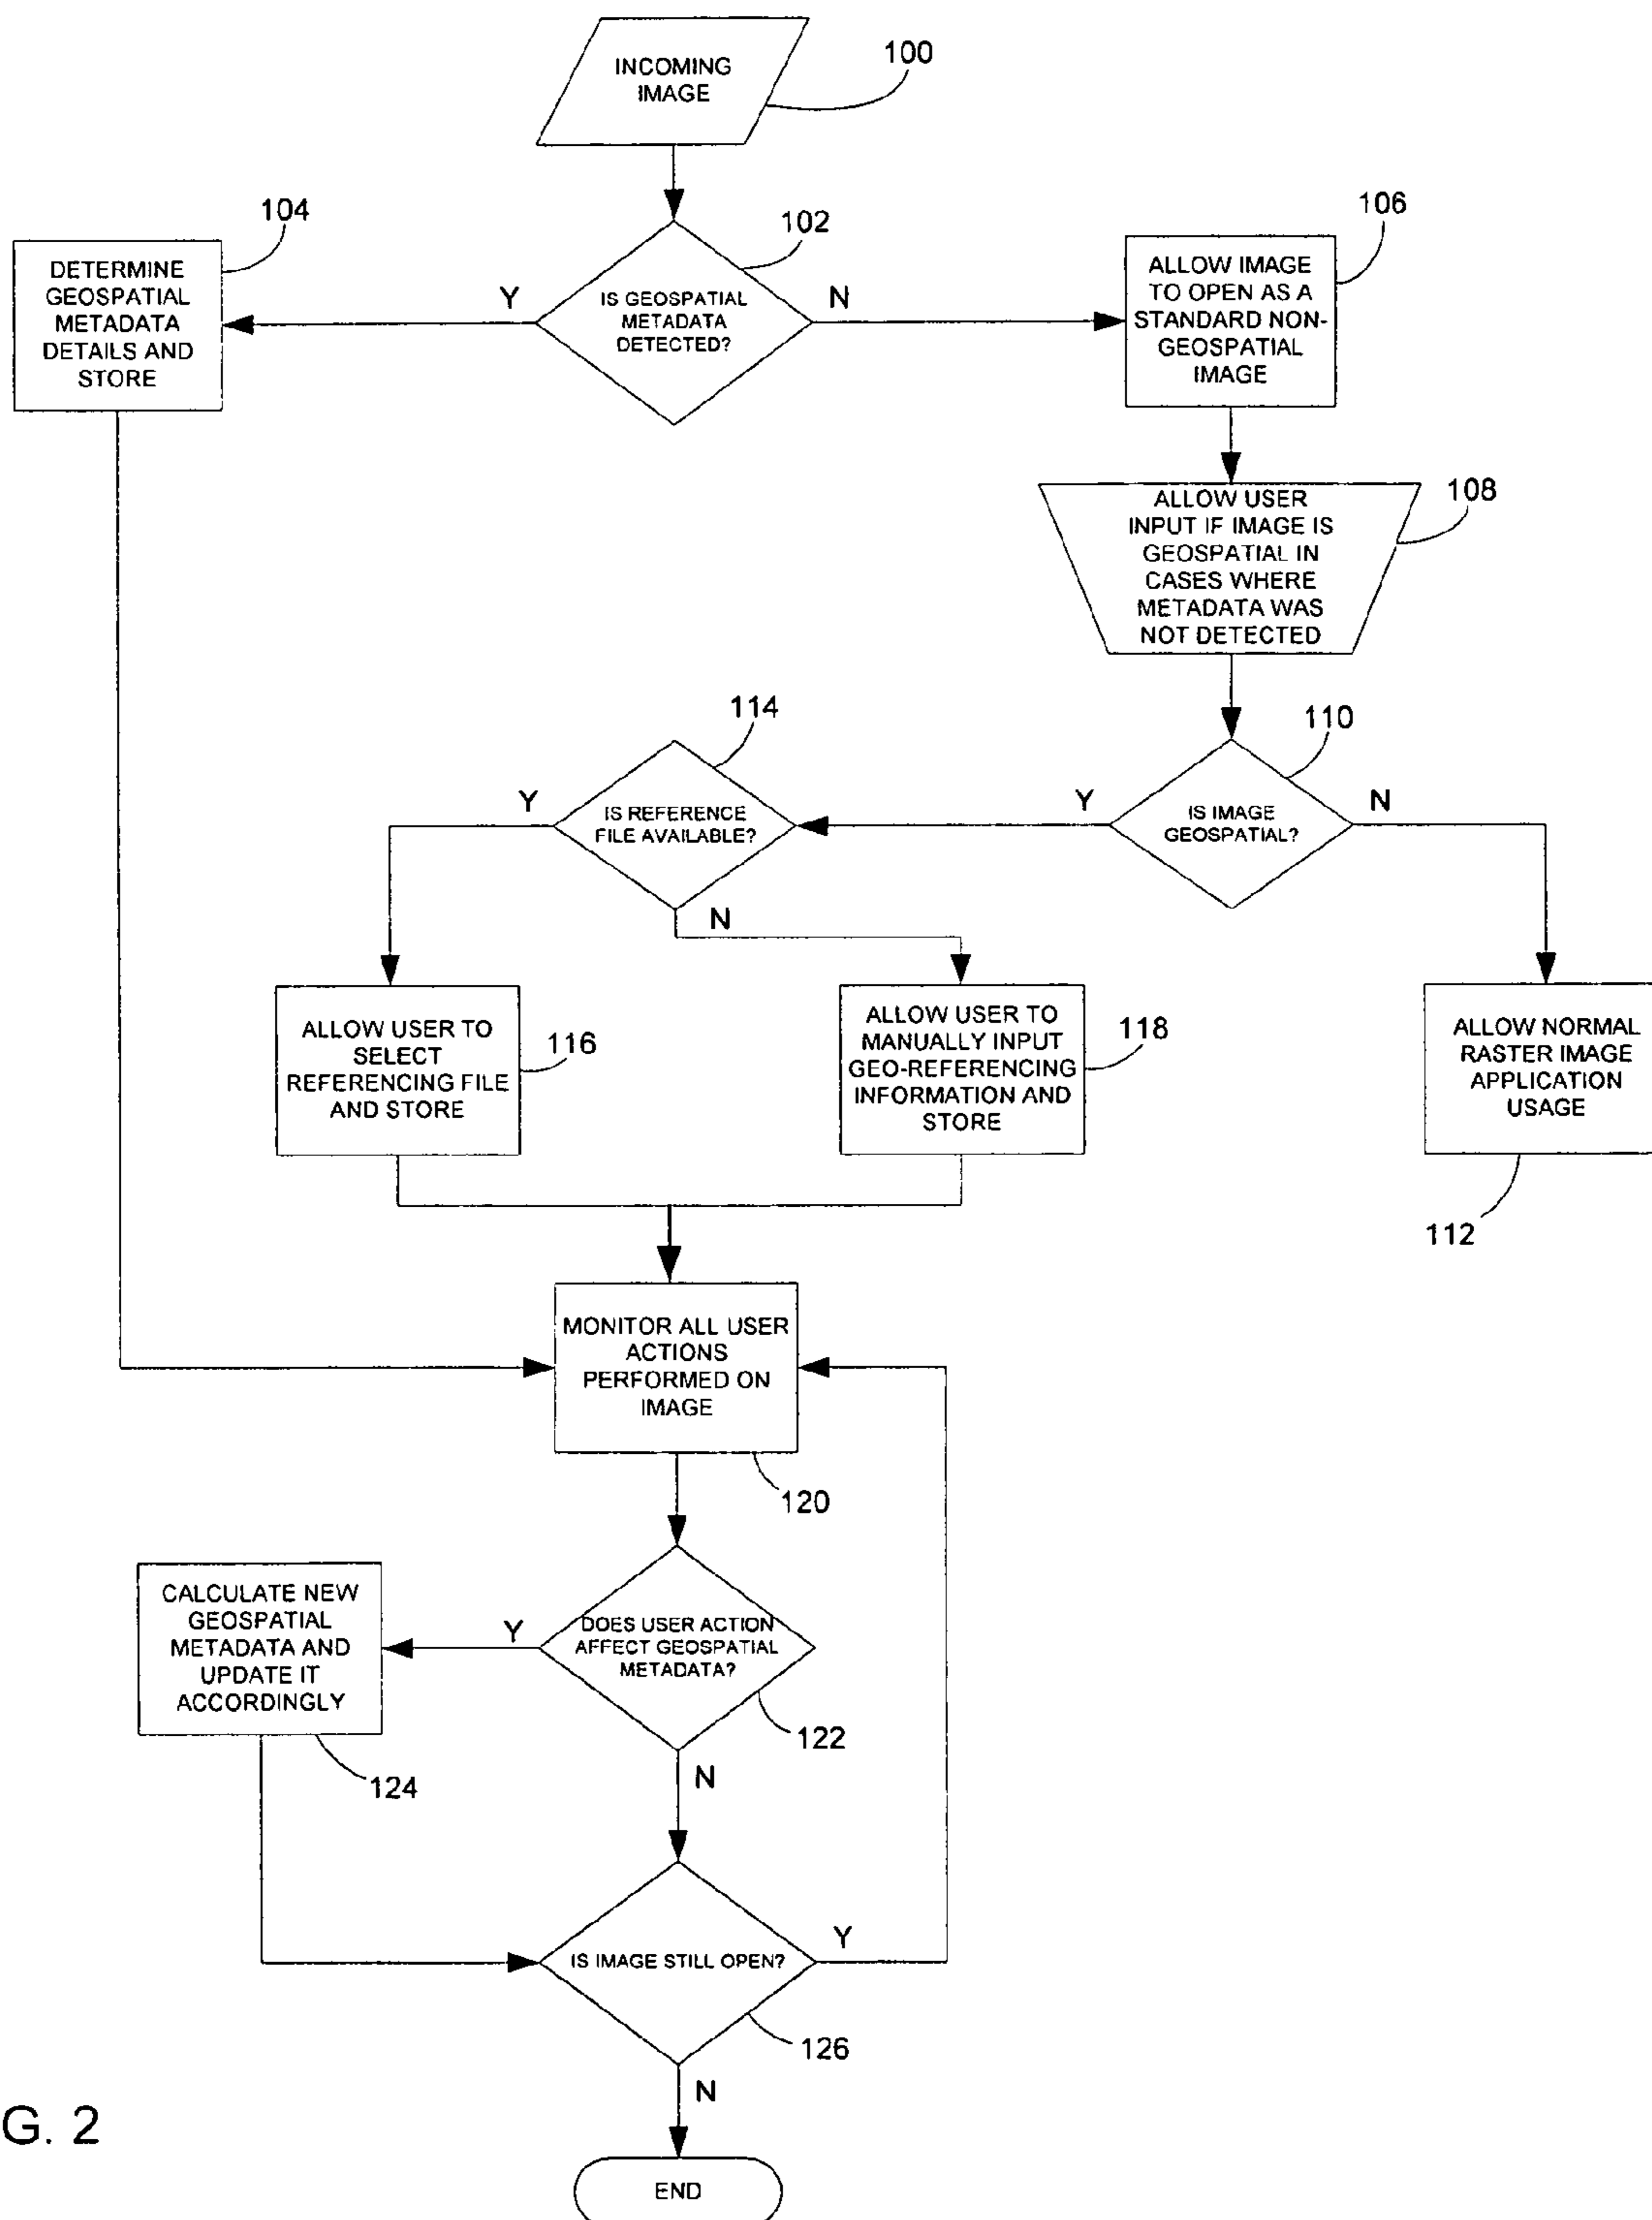 INCOMING
IMAGE
100
104
102
106
DETERMINE
GEOSPATIAL
METADATA
DETAILS AND
STORE
Y
IS GEOSPATIAL
METADATA
DETECTED?
N
ALLOW IMAGE
TO OPEN AS A
STANDARD NON-
GEOSPATIAL
IMAGE
ALLOW USER
INPUT IF IMAGE IS
GEOSPATIAL IN
CASES WHERE
METADATA WAS
NOT DETECTED
108
114
110
Y
IS REFERENCE
FILE AVAILABLE?
N
Y
IS IMAGE
GEOSPATIAL?
N
ALLOW USER TO
SELECT
REFERENCING FILE
AND STORE
116
ALLOW USER TO
MANUALLY INPUT
GEO-REFERENCING
INFORMATION AND
STORE
118
ALLOW NORMAL
RASTER IMAGE
APPLICATION
USAGE
112
MONITOR ALL USER
ACTIONS
PERFORMED ON
IMAGE
120
CALCULATE NEW
GEOSPATIAL
METADATA AND
UPDATE IT
ACCORDINGLY
124
Y
DOES USER ACTION
AFFECT GEOSPATIAL
METADATA?
122
N
IS IMAGE STILL OPEN?
Y
126
N
G. 2
END